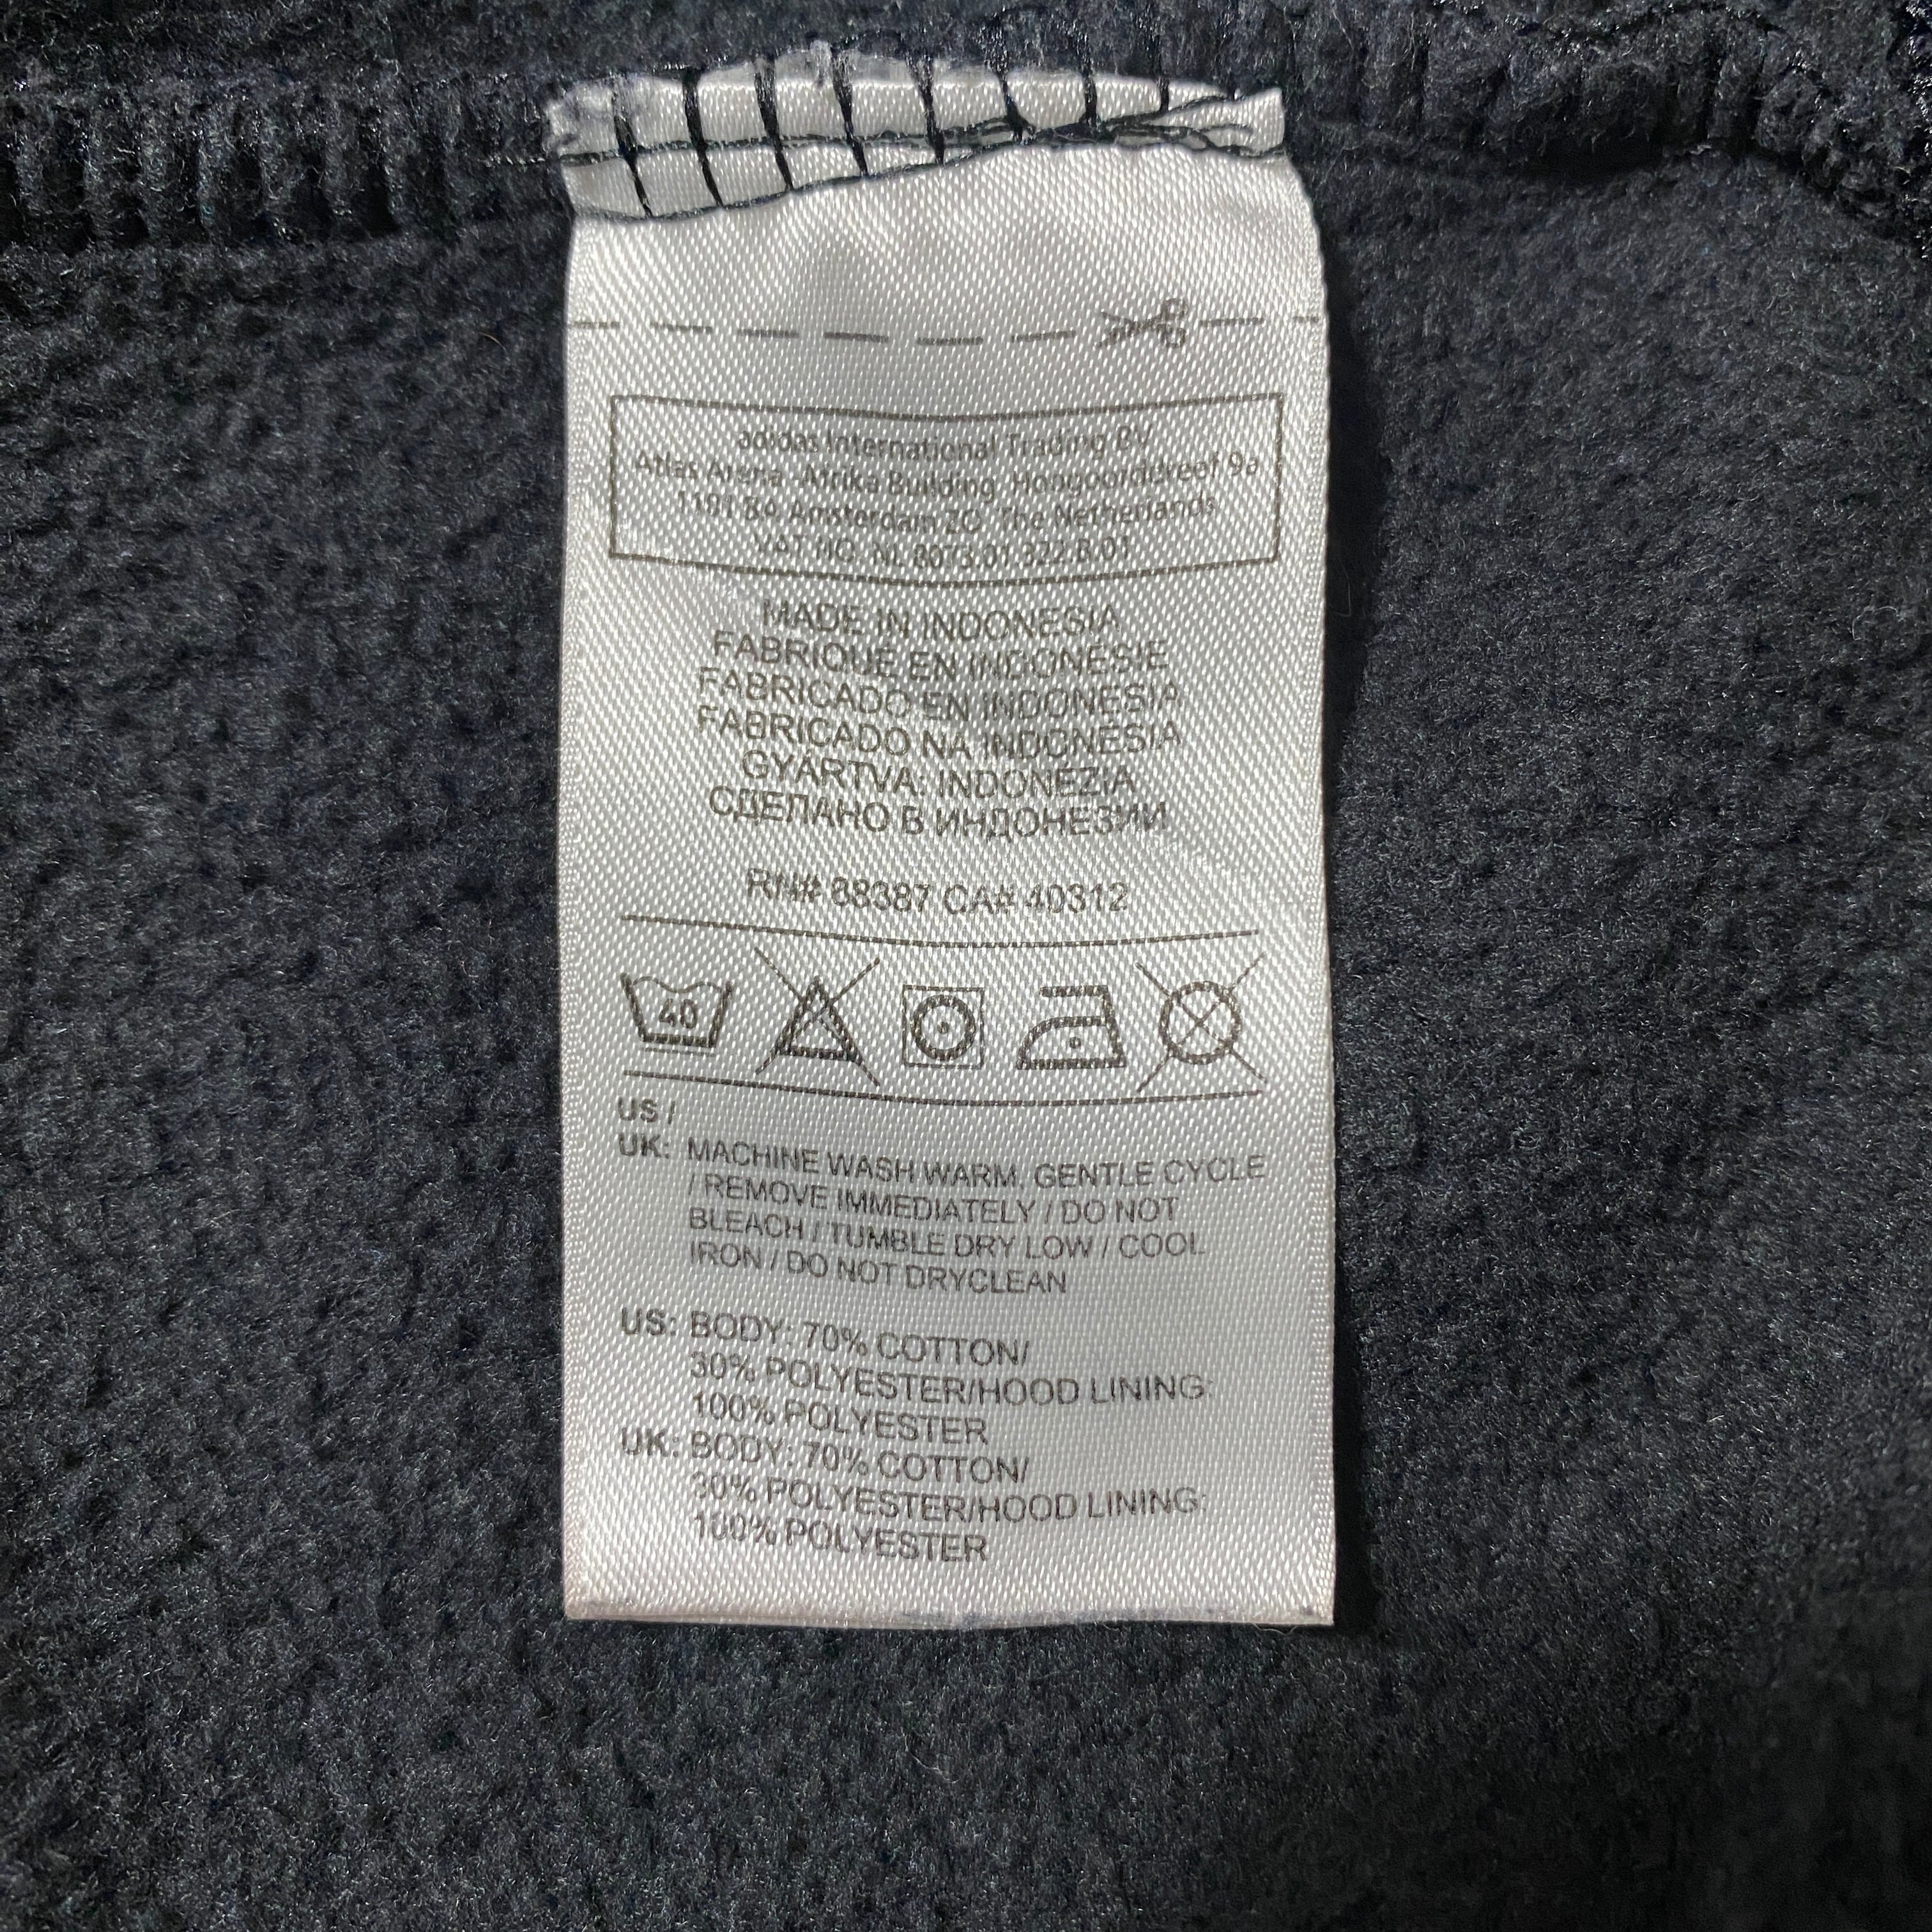 adidas International Trading BV
Atlas Arena, Afrika Building, Hoogoorddreef 9a
1101 BA Amsterdam ZO, The Netherlands
VAT NO. NL 8073.01.322.B.01
MADE IN INDONESIA
FABRIQUÉ EN INDONÉSIE
FABRICADO EN INDONESIA
FABRICADO NA INDONÉSIA
GYÁRTVA: INDONÉZIA
СДЕЛАНО В ИНДОНЕЗИИ
RN# 88387 CA# 40312
40
US /
UK: MACHINE WASH WARM, GENTLE CYCLE
/ REMOVE IMMEDIATELY / DO NOT
BLEACH / TUMBLE DRY LOW / COOL
IRON / DO NOT DRYCLEAN
US: BODY: 70% COTTON/
30% POLYESTER/HOOD LINING:
100% POLYESTER
UK: BODY: 70% COTTON/
30% POLYESTER/HOOD LINING:
100% POLYESTER